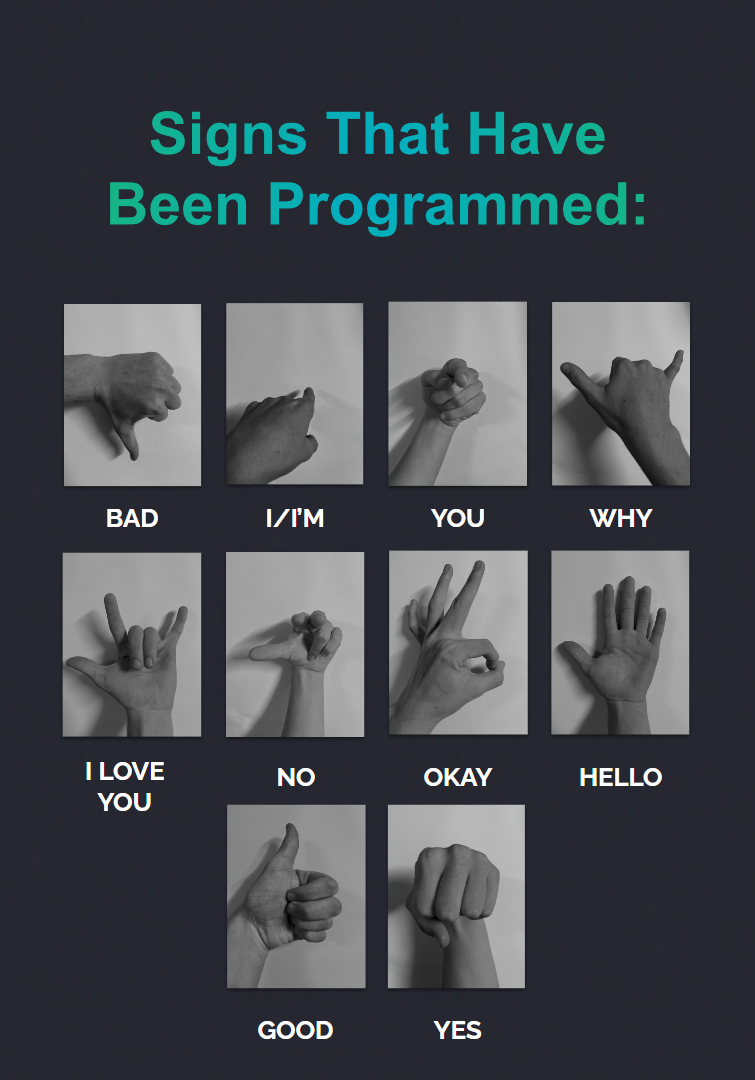 Signs That Have
Been Programmed:
BAD
I/I'M
YOU
WHY
I LOVE
YOU
NO
OKAY
HELLO
GOOD
YES